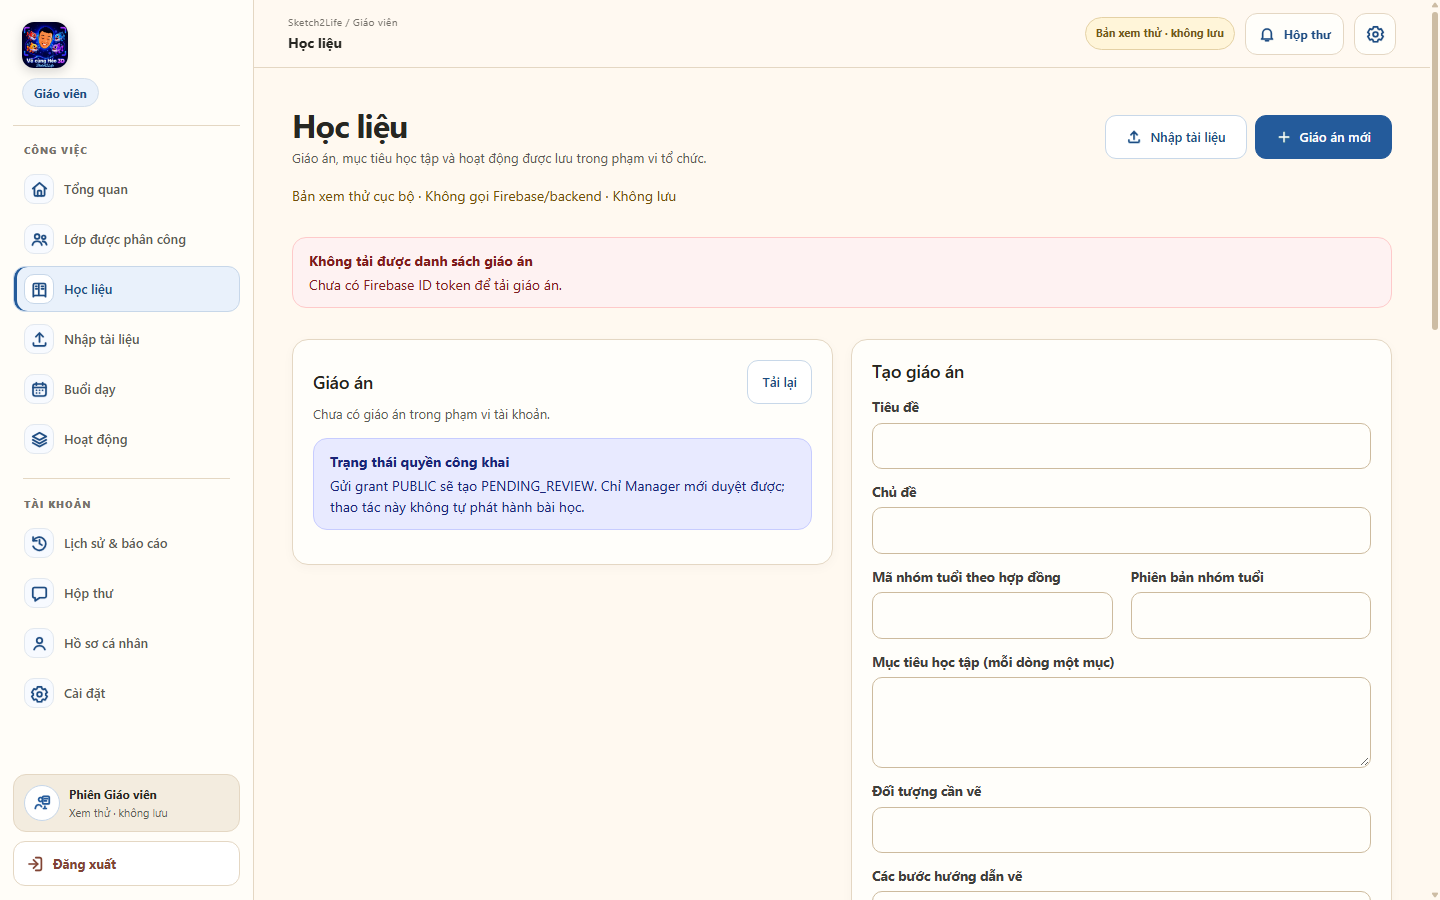 Vô cùng Héo 3D
Giáo viên
CÔNG VIỆC
Tổng quan
Lớp được phân công
Học liệu
Nhập tài liệu
Buổi dạy
Hoạt động
TÀI KHOẢN
Lịch sử & báo cáo
Hộp thư
Hồ sơ cá nhân
Cài đặt
Phiên Giáo viên
Xem thử · không lưu
Đăng xuất
Sketch2Life / Giáo viên
Học liệu
Bản xem thử · không lưu
Hộp thư
Học liệu
Giáo án, mục tiêu học tập và hoạt động được lưu trong phạm vi tổ chức.
Nhập tài liệu
Giáo án mới
Bản xem thử cục bộ · Không gọi Firebase/backend · Không lưu
Không tải được danh sách giáo án
Chưa có Firebase ID token để tải giáo án.
Giáo án
Tải lại
Chưa có giáo án trong phạm vi tài khoản.
Trạng thái quyền công khai
Gửi grant PUBLIC sẽ tạo PENDING_REVIEW. Chỉ Manager mới duyệt được;
thao tác này không tự phát hành bài học.
Tạo giáo án
Tiêu đề
Chủ đề
Mã nhóm tuổi theo hợp đồng
Phiên bản nhóm tuổi
Mục tiêu học tập (mỗi dòng một mục)
Đối tượng cần vẽ
Các bước hướng dẫn vẽ